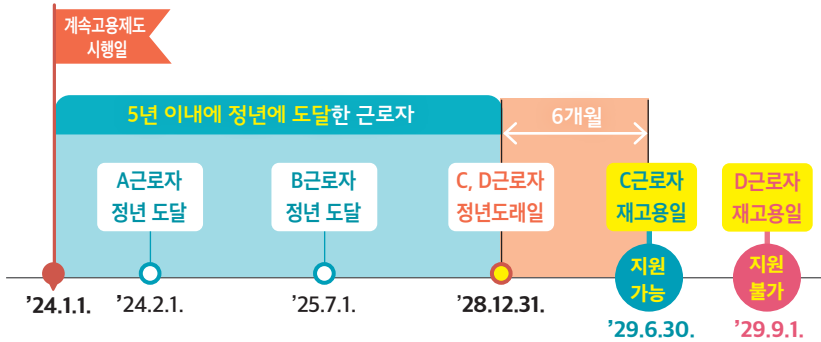 계속고용제도
시행일
5년 이내에 정년에 도달한 근로자
6개월
A근로자
정년 도달
B근로자
정년 도달
C, D근로자
정년도래일
C근로자
재고용일
D근로자
재고용일
지원
가능
지원
불가
’24.1.1.
’24.2.1.
’25.7.1.
’28.12.31.
’29.6.30.
’29.9.1.